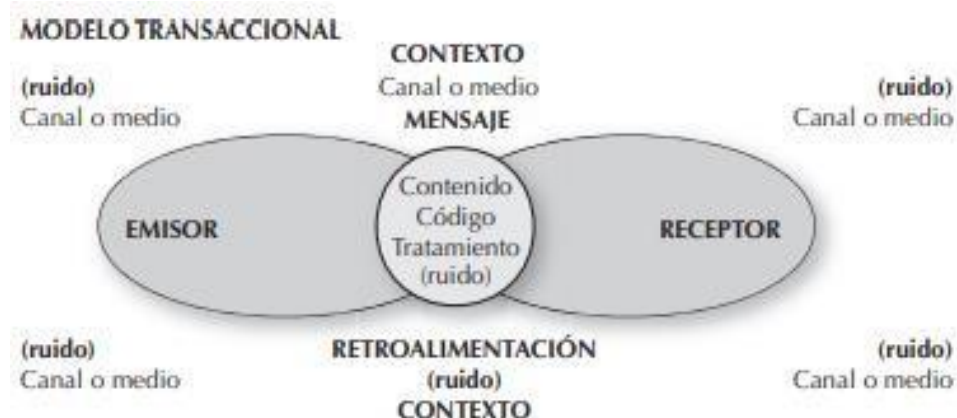 MODELO TRANSACCIONAL
CONTEXTO
(ruido)
Canal o medio
(ruido)
Canal o medio
MENSAJE
Canal o medio
Contenido
Código
Tratamiento
(ruido)
EMISOR
RECEPTOR
(ruido)
RETROALIMENTACIÓN
(ruido)
Canal o medio
(ruido)
Canal o medio
CONTEXTO